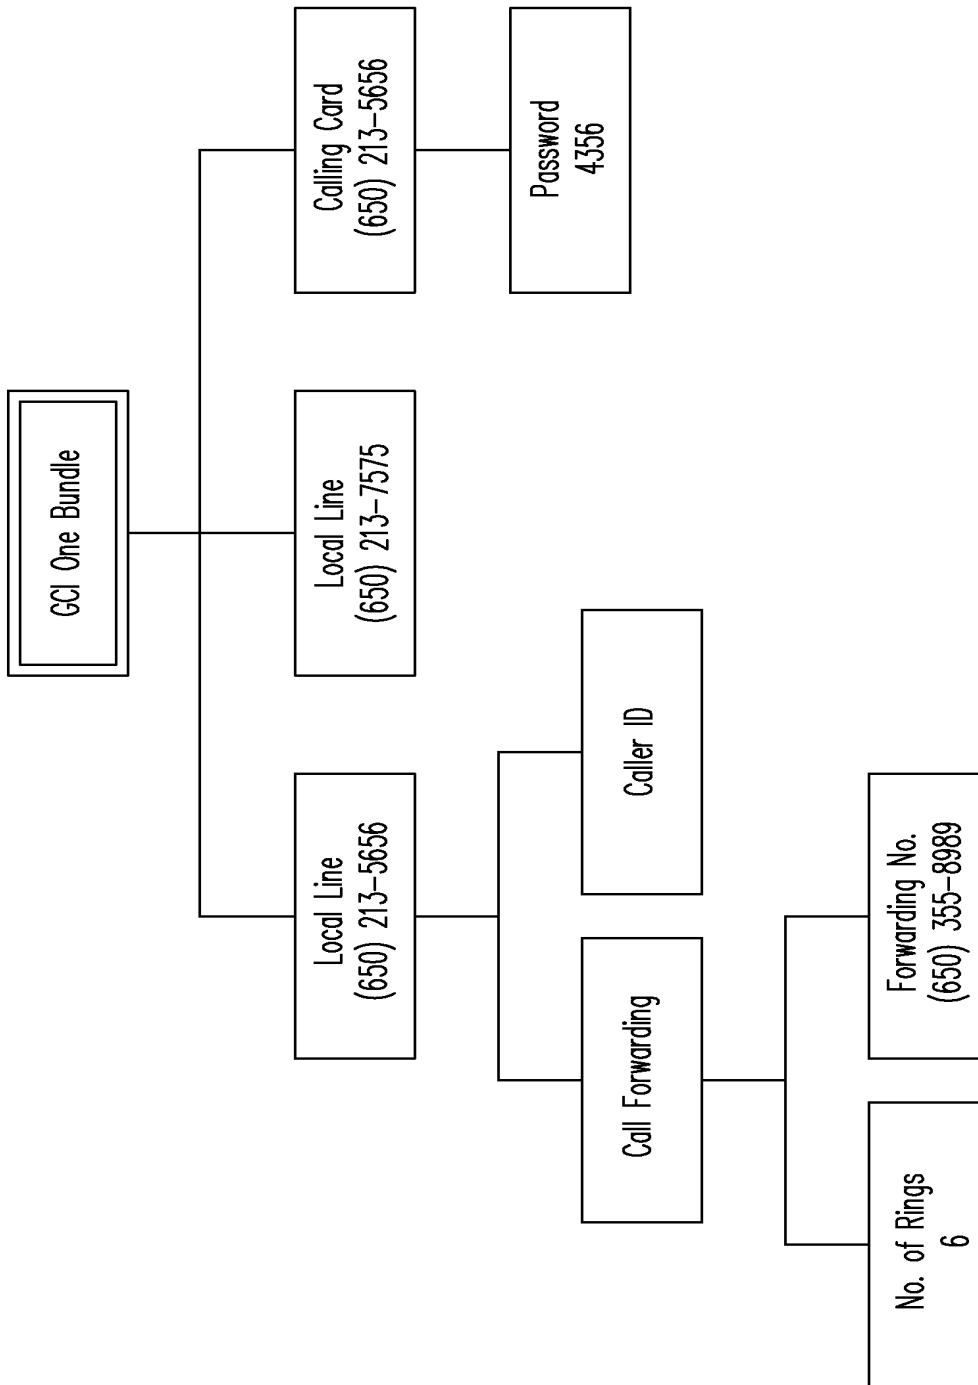 GCI One Bundle
Local Line
(650) 213-5656
Local Line
(650) 213-7575
Calling Card
(650) 213-5656
Call Forwarding
Caller ID
Password
4356
No. of Rings
6
Forwarding No.
(650) 355-8989